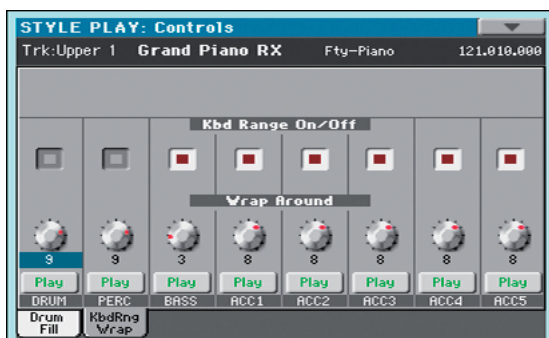 STYLE PLAY: Controls
Trk:Upper 1 Grand Piano RX Fty-Piano 121.010.000
Kbd Range On/Off
Wrap Around
9 9 3 8 8 8 8 8
Play Play Play Play Play Play Play Play
DRUM PERC BASS ACC1 ACC2 ACC3 ACC4 ACC5
Drum Fill
KbdRng Wrap